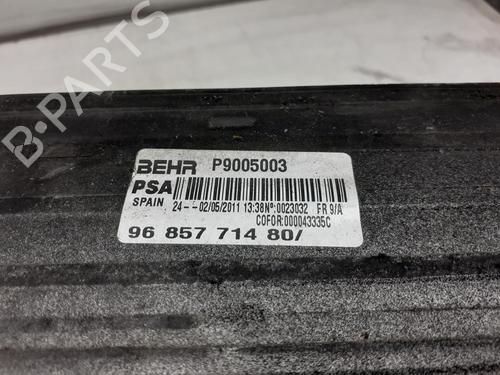 BEHR P9005003
PSA
SPAIN 24--02/05/2011 13:38Nº:0023032 FR 9/A
COFOR:000043335C
96 857 714 80/
B-PARTS